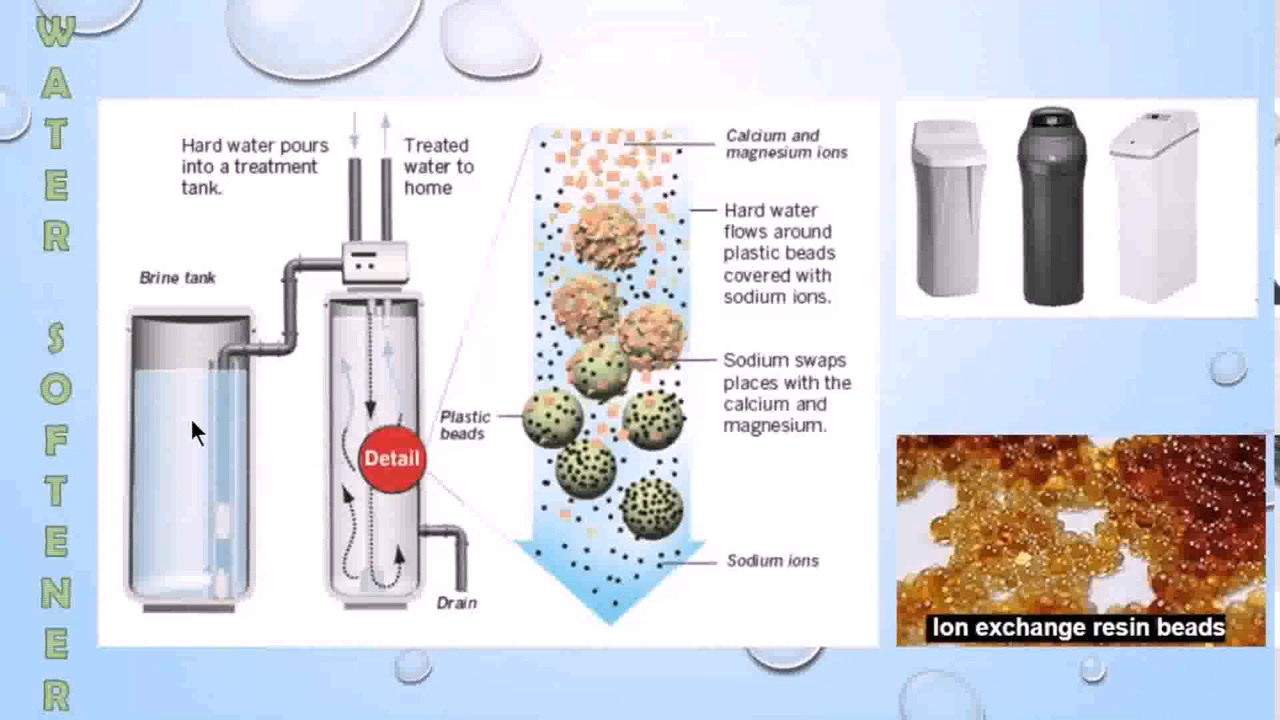 WATER SOFTENER
Hard water pours
into a treatment
tank.
Treated
water to
home
Brine tank
Detail
Drain
Plastic
beads
Calcium and
magnesium ions
Hard water
flows around
plastic beads
covered with
sodium ions.
Sodium swaps
places with the
calcium and
magnesium.
Sodium ions
Ion exchange resin beads